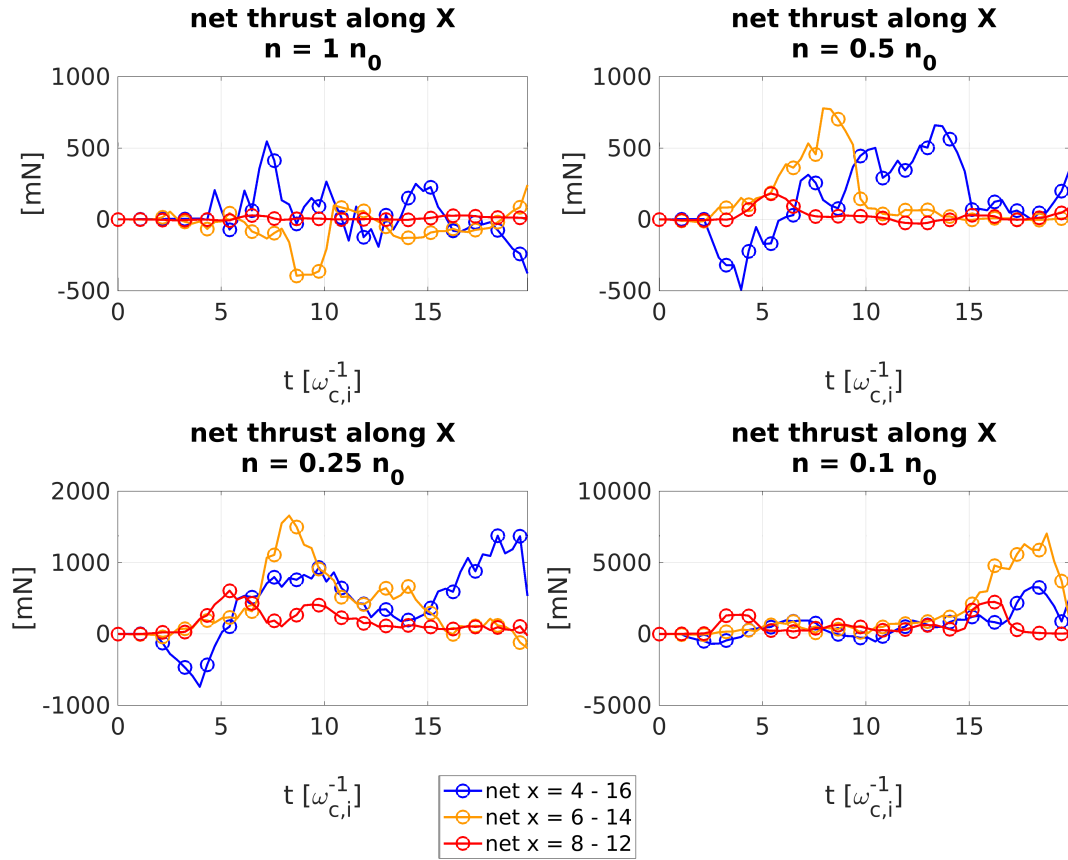 net thrust along X
n = 1 n0
1000
500
0
-500
[mN]
0
5
10
15
t [ω-1c,i]
net thrust along X
n = 0.5 n0
1000
500
0
-500
[mN]
0
5
10
15
t [ω-1c,i]
net thrust along X
n = 0.25 n0
2000
1000
0
-1000
[mN]
0
5
10
15
t [ω-1c,i]
net thrust along X
n = 0.1 n0
10000
5000
0
-5000
[mN]
0
5
10
15
t [ω-1c,i]
net x = 4 - 16
net x = 6 - 14
net x = 8 - 12